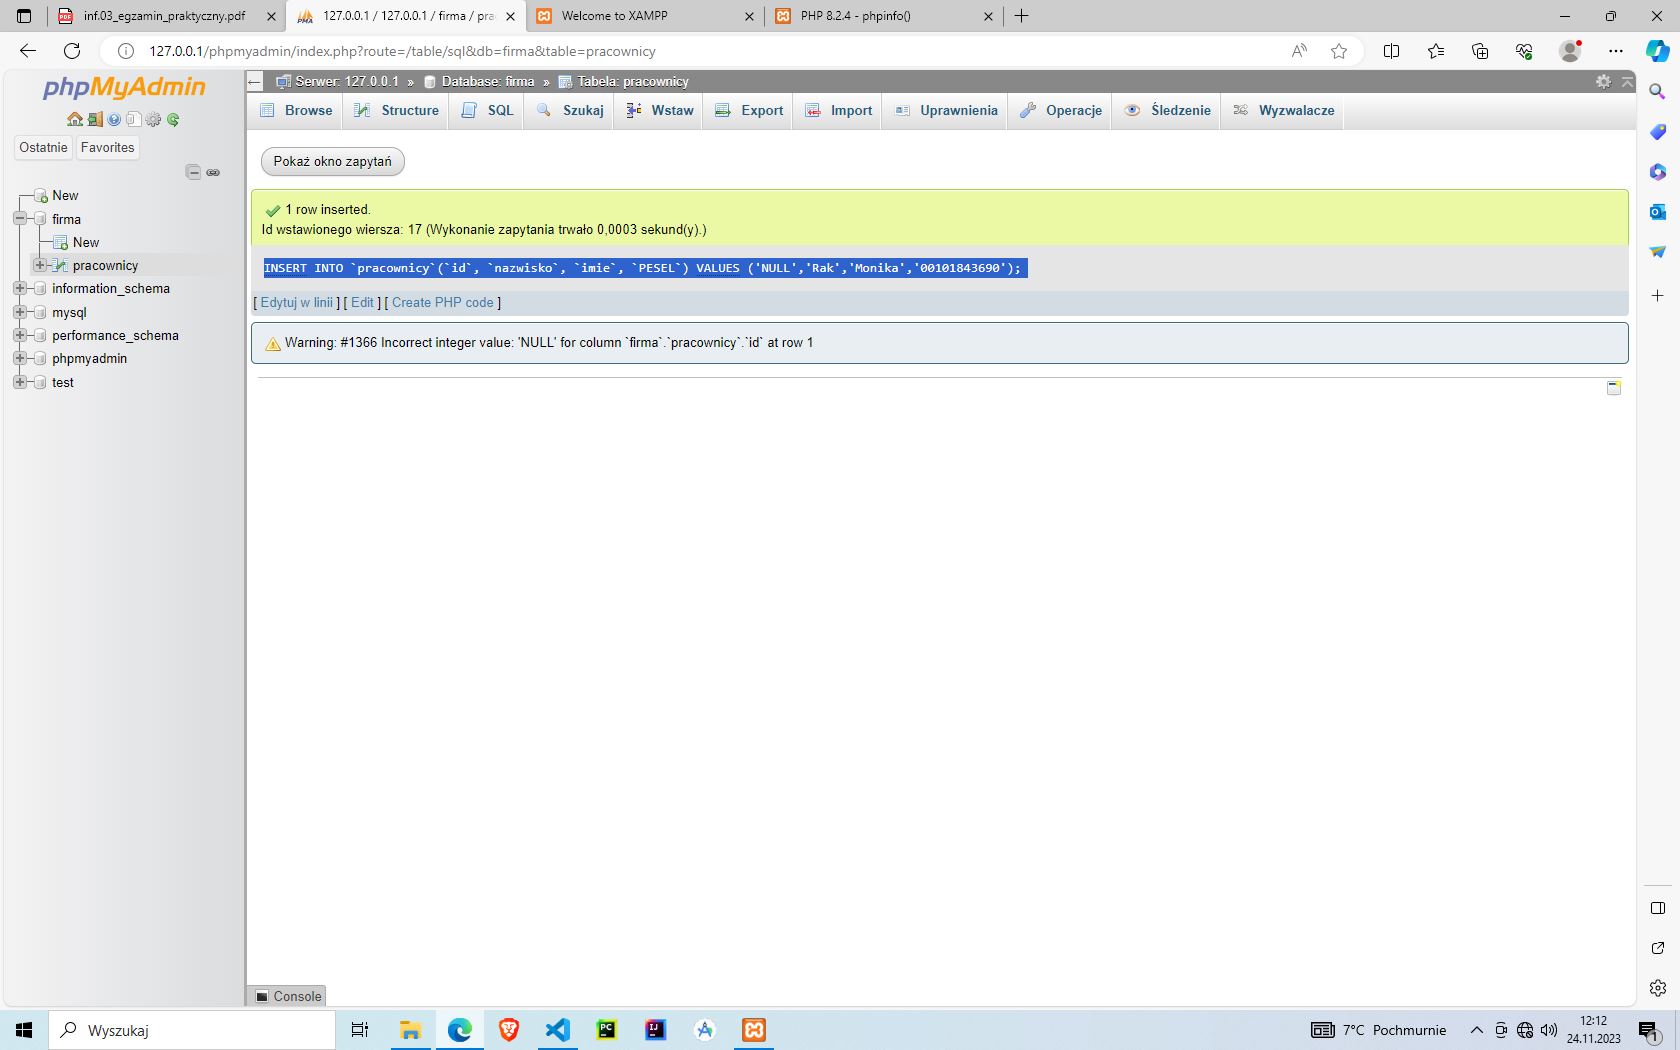 inf.03_egzamin_praktyczny.pdf
127.0.0.1 / 127.0.0.1 / firma / prac
Welcome to XAMPP
PHP 8.2.4 - phpinfo()
127.0.0.1/phpmyadmin/index.php?route=/table/sql&db=firma&table=pracownicy
phpMyAdmin
Ostatnie
Favorites
New
firma
New
pracownicy
information_schema
mysql
performance_schema
phpmyadmin
test
Serwer: 127.0.0.1 » Database: firma » Tabela: pracownicy
Browse
Structure
SQL
Szukaj
Wstaw
Export
Import
Uprawnienia
Operacje
Śledzenie
Wyzwalacze
Pokaż okno zapytań
1 row inserted.
Id wstawionego wiersza: 17 (Wykonanie zapytania trwało 0,0003 sekund(y).)
INSERT INTO `pracownicy`(`id`, `nazwisko`, `imie`, `PESEL`) VALUES ('NULL','Rak','Monika','00101843690');
[ Edytuj w linii ] [ Edit ] [ Create PHP code ]
Warning: #1366 Incorrect integer value: 'NULL' for column `firma`.`pracownicy`.`id` at row 1
Console
Wyszukaj
7°C Pochmurnie
12:12
24.11.2023
1